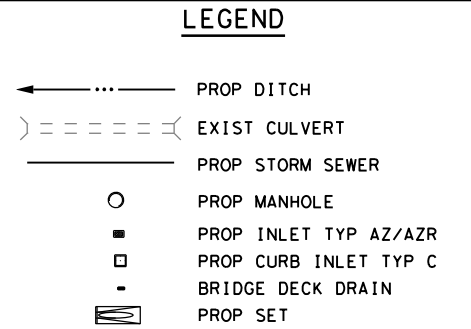 LEGEND
PROP DITCH
EXIST CULVERT
PROP STORM SEWER
PROP MANHOLE
PROP INLET TYP AZ/AZR
PROP CURB INLET TYP C
BRIDGE DECK DRAIN
PROP SET